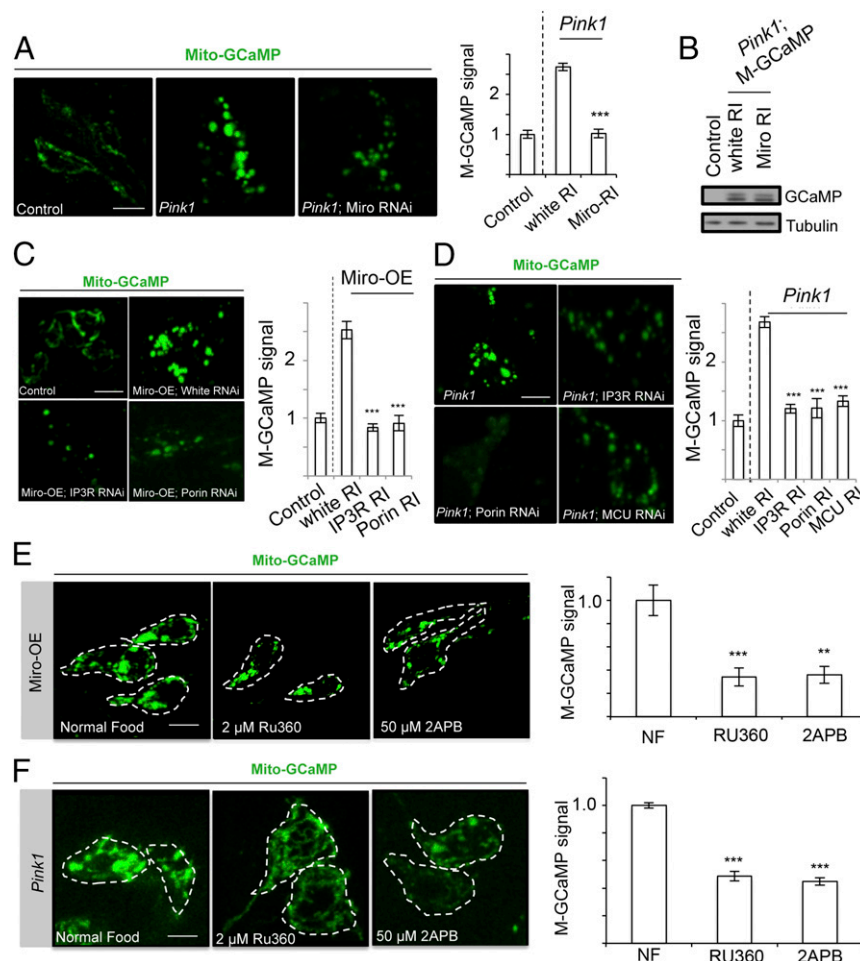 A
Mito-GCaMP
Control
Pink1
Pink1; Miro RNAi
M-GCaMP signal
Pink1
2
1
***
Control
white RI
Miro-RI
B
Pink1;
M-GCaMP
Control
white RI
Miro RI
GCaMP
Tubulin
C
Mito-GCaMP
Control
Miro-OE; White RNAi
Miro-OE; IP3R RNAi
Miro-OE; Porin RNAi
M-GCaMP signal
Miro-OE
2
1
*** ***
Control
white RI
IP3R RI
Porin RI
D
Mito-GCaMP
Pink1
Pink1; IP3R RNAi
Pink1; Porin RNAi
Pink1; MCU RNAi
M-GCaMP signal
Pink1
2
1
*** *** ***
Control
white RI
IP3R RI
Porin RI
MCU RI
E
Mito-GCaMP
Miro-OE
Normal Food
2 µM Ru360
50 µM 2APB
M-GCaMP signal
1.0
*** **
NF RU360 2APB
F
Mito-GCaMP
Pink1
Normal Food
2 µM Ru360
50 µM 2APB
M-GCaMP signal
1.0
*** ***
NF RU360 2APB